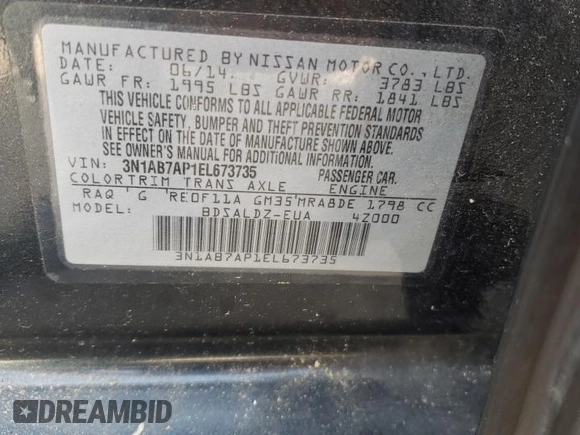 MANUFACTURED BY NISSAN MOTOR CO., LTD.
DATE: 06/14. GVWR: 3783 LBS
GAWR FR: 1995 LBS GAWR RR: 1841 LBS
THIS VEHICLE CONFORMS TO ALL APPLICABLE FEDERAL MOTOR
VEHICLE SAFETY, BUMPER AND THEFT PREVENTION STANDARDS
IN EFFECT ON THE DATE OF MANUFACTURE SHOWN ABOVE.
SEE OWNER'S MANUAL FOR ADDITIONAL INFORMATION
VIN: 3N1AB7AP1EL673735 PASSENGER CAR.
COLOR TRIM TRANS AXLE ENGINE
RAQ G RE0F11A GM35 MRA8DE 1798 CC
MODEL: BDSALDZ-EUA 4Z000
3N1AB7AP1EL673735
DREAMBID